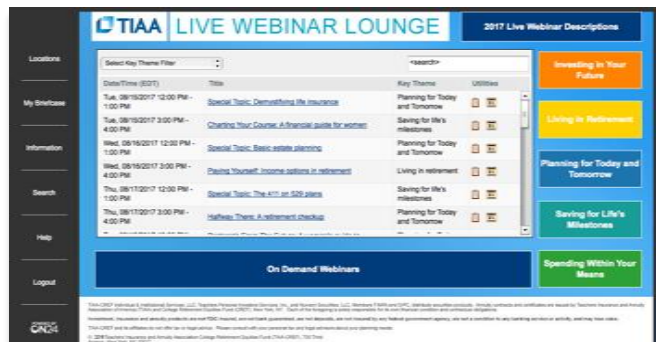 TIAA LIVE WEBINAR LOUNGE
2017 Live Webinar Descriptions
Locations
My Briefcase
Information
Search
Help
Logout
POWERED BY
ON24
Select Key Theme Filter
<search>
Date/Time (EDT) Title Key Theme Utilities
Tue, 08/15/2017 12:00 PM -
1:00 PM
Special Topic: Demystifying life insurance
Planning for Today
and Tomorrow
Tue, 08/15/2017 3:00 PM -
4:00 PM
Charting Your Course: A financial guide for women
Saving for life's
milestones
Wed, 08/16/2017 12:00 PM -
1:00 PM
Special Topic: Basic estate planning
Planning for Today
and Tomorrow
Wed, 08/16/2017 3:00 PM -
4:00 PM
Paying Yourself: Income options in retirement
Living in retirement
Thu, 08/17/2017 12:00 PM -
1:00 PM
Special Topic: The 411 on 529 plans
Saving for life's
milestones
Thu, 08/17/2017 3:00 PM -
4:00 PM
Halfway There: A retirement checkup
Planning for Today
and Tomorrow
Investing in Your
Future
Living in Retirement
Planning for Today and
Tomorrow
Saving for Life's
Milestones
Spending Within Your
Means
On Demand Webinars